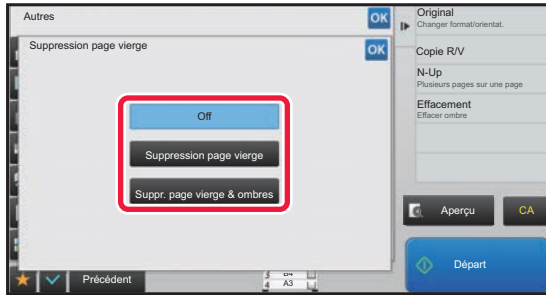 Autres
OK
Suppression page vierge
OK
Off
Suppression page vierge
Suppr. page vierge & ombres
Précédent
4 A3
Original
Changer format/orientat.
Copie R/V
N-Up
Plusieurs pages sur une page
Effacement
Effacer ombre
Aperçu
CA
Départ